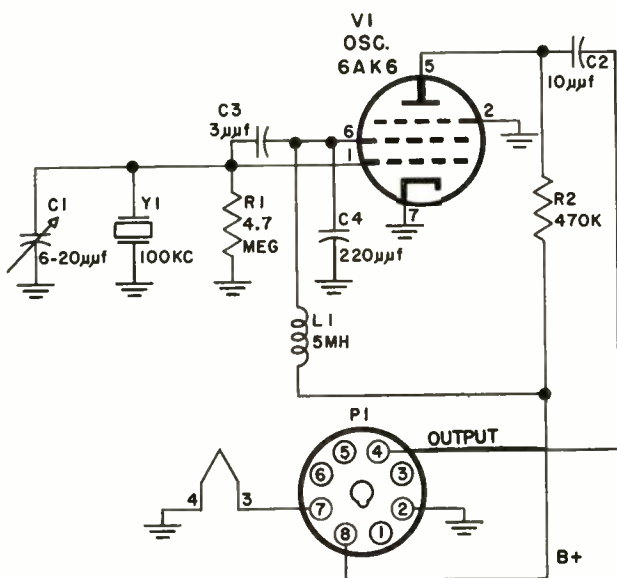 V1
OSC.
6AK6
5
C2
10μμf
2
C3
3μμf
6
1
7
C1
6-20μμf
Y1
100KC
R1
4.7
MEG
C4
220μμf
R2
470K
L1
5MH
P1
OUTPUT
5
4
6
3
7
2
8
1
4
3
B+